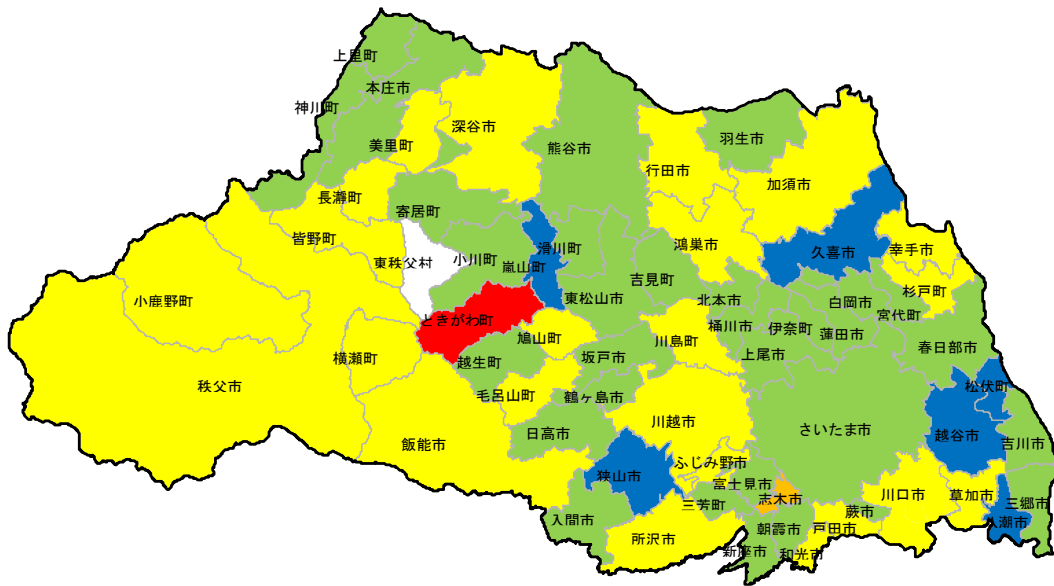 上里町
本庄市
神川町
美里町
深谷市
熊谷市
羽生市
行田市
加須市
長瀞町
寄居町
皆野町
滑川町
鴻巣市
久喜市
幸手市
東秩父村
小川町
嵐山町
吉見町
小鹿野町
東松山市
北本市
白岡市
杉戸町
宮代町
ときがわ町
鳩山町
川島町
桶川市
伊奈町
蓮田市
横瀬町
越生町
坂戸市
上尾市
春日部市
秩父市
毛呂山町
鶴ヶ島市
松伏町
飯能市
日高市
川越市
さいたま市
越谷市
吉川市
狭山市
ふじみ野市
富士見市
志木市
川口市
草加市
三芳町
蕨市
三郷市
入間市
所沢市
朝霞市
戸田市
八潮市
新座市
和光市